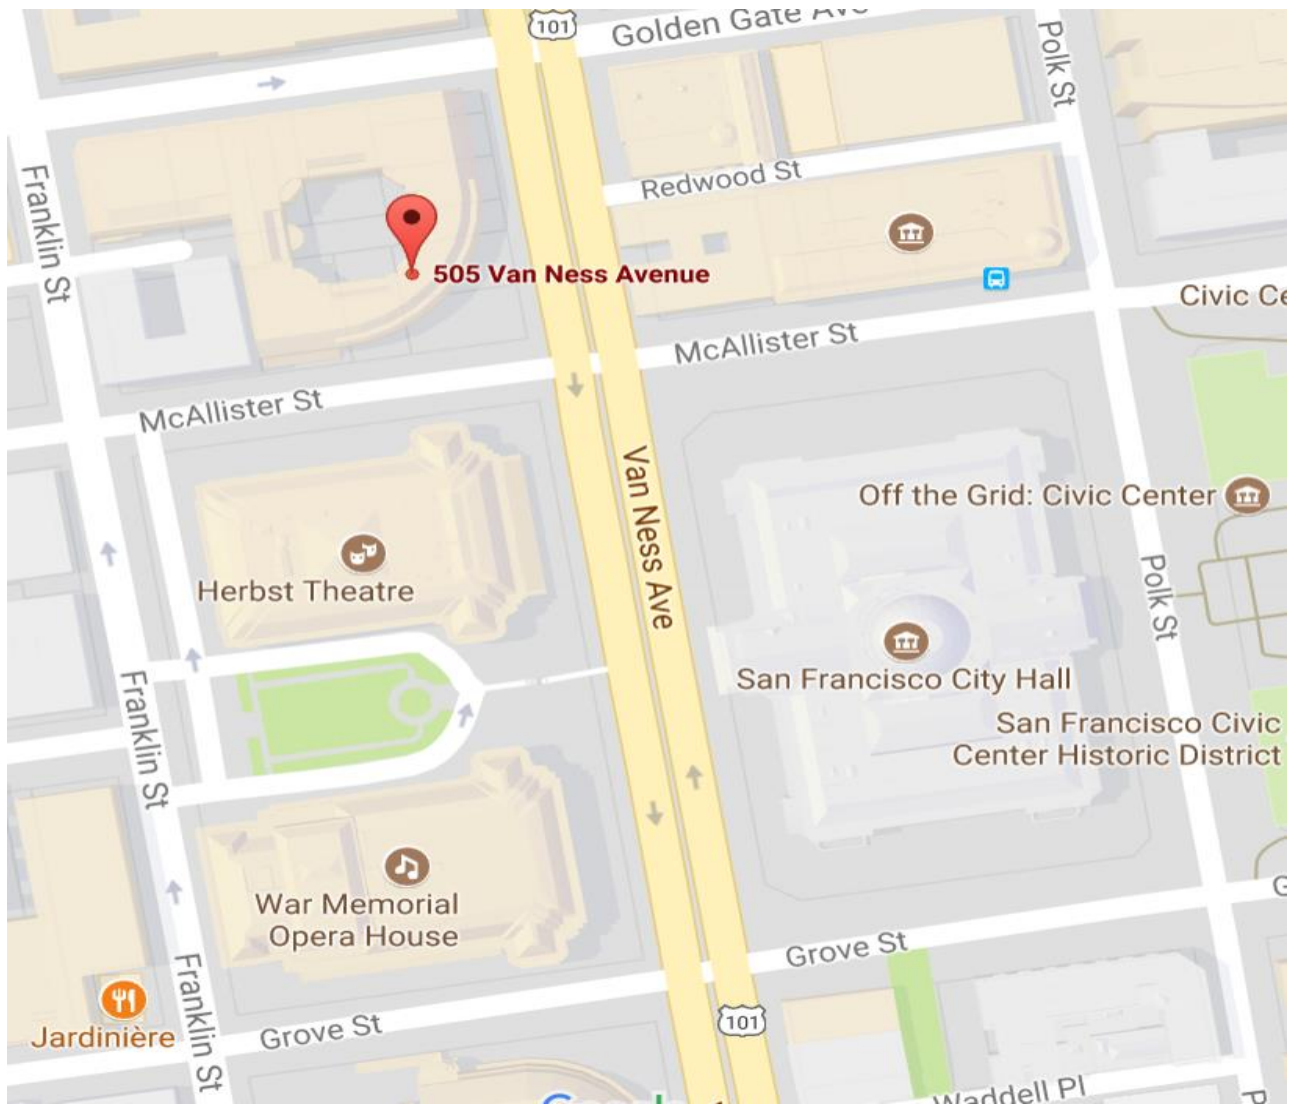 101
Golden Gate Ave
Polk St
Franklin St
Redwood St
505 Van Ness Avenue
Civic Ce
McAllister St
McAllister St
Van Ness Ave
Off the Grid: Civic Center
Herbst Theatre
Polk St
San Francisco City Hall
Franklin St
San Francisco Civic
Center Historic District
War Memorial
Opera House
G
Grove St
Franklin St
Jardinière
Grove St
101
Waddell Pl
P